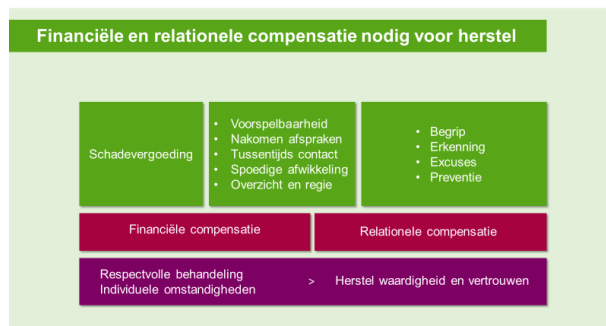 Financiële en relationele compensatie nodig voor herstel
Schadevergoeding
• Voorspelbaarheid
• Nakomen afspraken
• Tussentijds contact
• Spoedige afwikkeling
• Overzicht en regie
• Begrip
• Erkenning
• Excuses
• Preventie
Financiële compensatie
Relationele compensatie
Respectvolle behandeling
Individuele omstandigheden
> Herstel waardigheid en vertrouwen